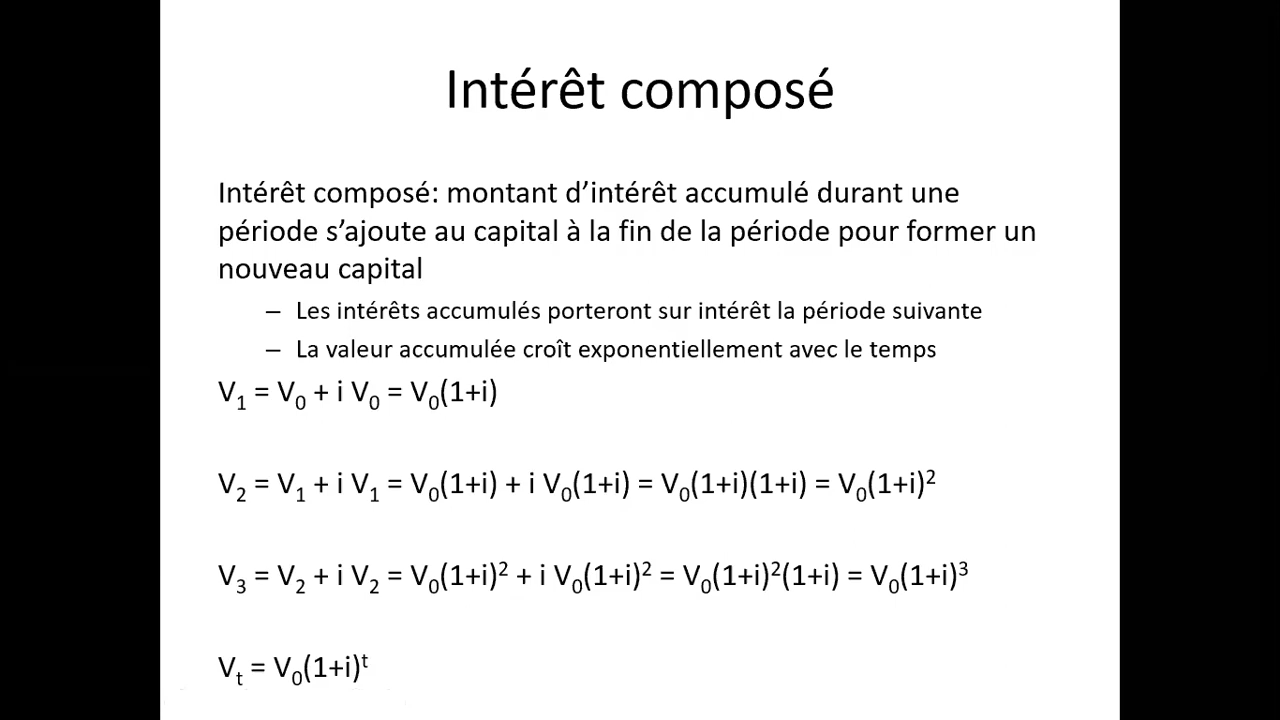 Intérêt composé
Intérêt composé: montant d’intérêt accumulé durant une
période s’ajoute au capital à la fin de la période pour former un
nouveau capital
– Les intérêts accumulés porteront sur intérêt la période suivante
– La valeur accumulée croît exponentiellement avec le temps
V₁ = V₀ + i V₀ = V₀(1+i)
V₂ = V₁ + i V₁ = V₀(1+i) + i V₀(1+i) = V₀(1+i)(1+i) = V₀(1+i)²
V₃ = V₂ + i V₂ = V₀(1+i)² + i V₀(1+i)² = V₀(1+i)²(1+i) = V₀(1+i)³
Vₜ = V₀(1+i)ᵗ